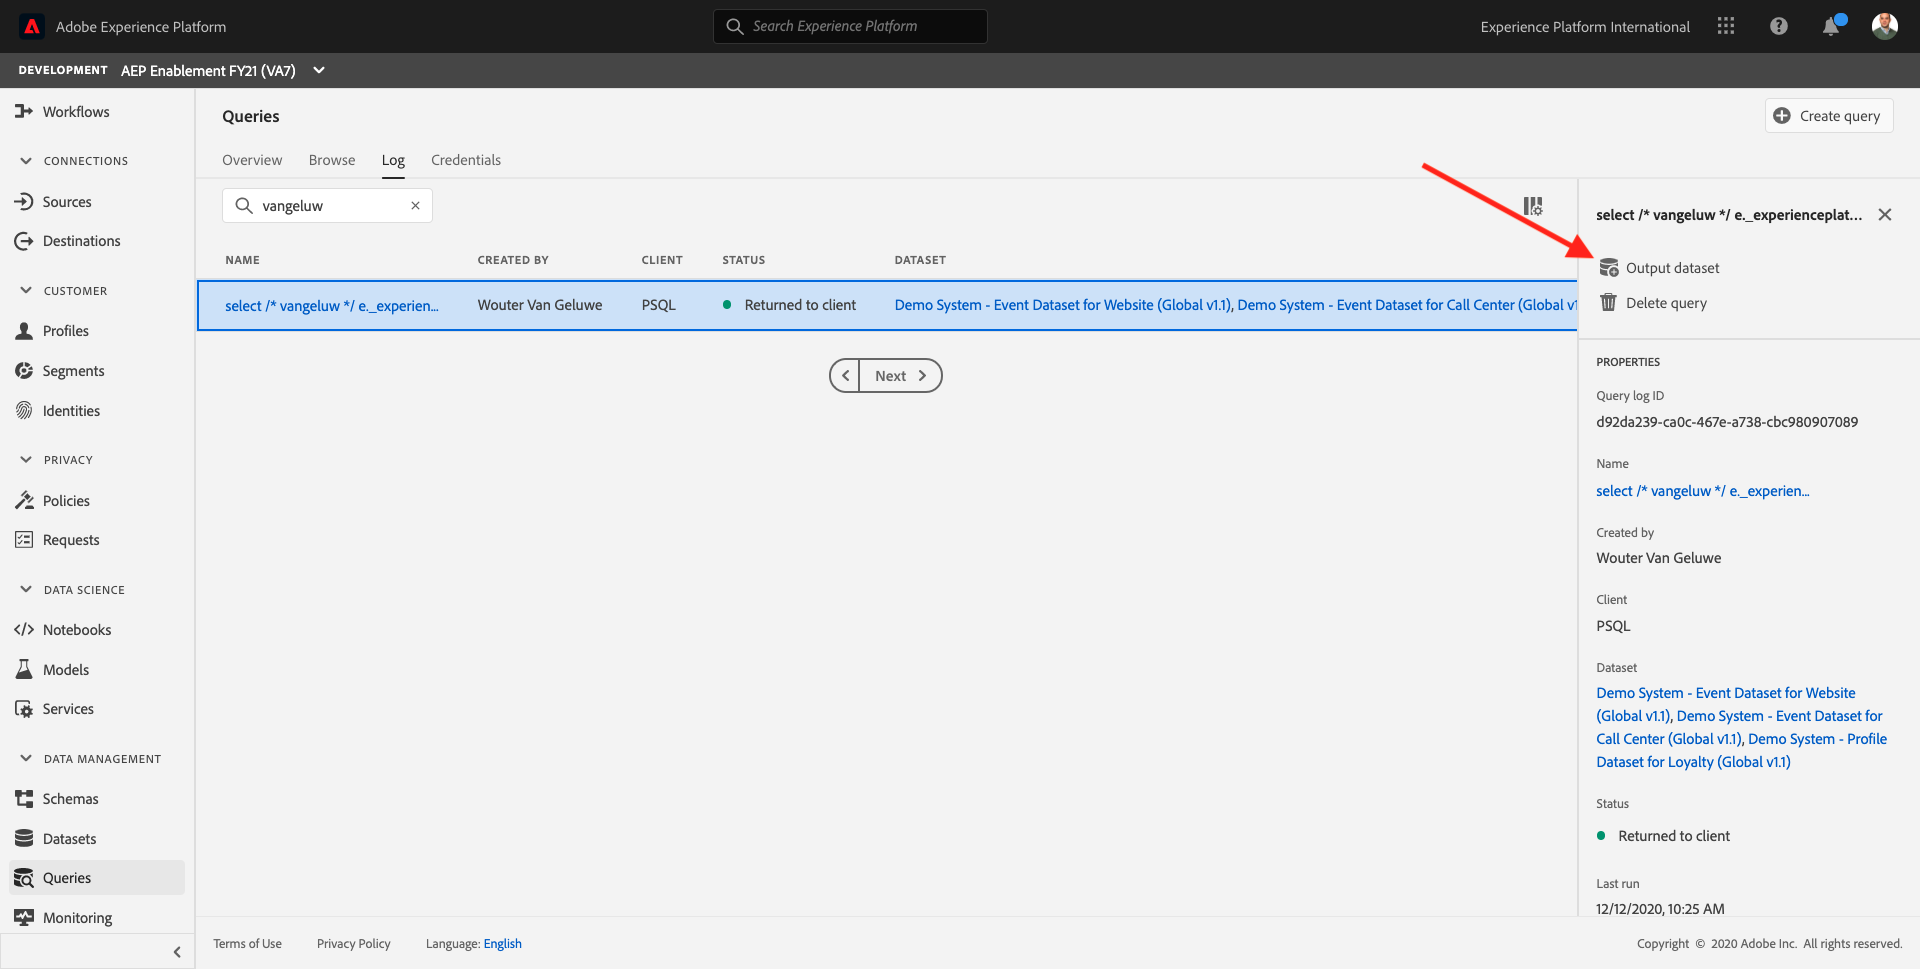 Adobe Experience Platform
Search Experience Platform
Experience Platform International
DEVELOPMENT AEP Enablement FY21 (VA7)
Workflows
CONNECTIONS
Sources
Destinations
CUSTOMER
Profiles
Segments
Identities
PRIVACY
Policies
Requests
DATA SCIENCE
Notebooks
Models
Services
DATA MANAGEMENT
Schemas
Datasets
Queries
Monitoring
Queries
Create query
Overview Browse Log Credentials
vangeluw
NAME CREATED BY CLIENT STATUS DATASET
select /* vangeluw */ e._experien... Wouter Van Geluwe PSQL Returned to client Demo System - Event Dataset for Website (Global v1.1), Demo System - Event Dataset for Call Center (Global v1
Next
select /* vangeluw */ e._experienceplat...
Output dataset
Delete query
PROPERTIES
Query log ID
d92da239-ca0c-467e-a738-cbc980907089
Name
select /* vangeluw */ e._experien...
Created by
Wouter Van Geluwe
Client
PSQL
Dataset
Demo System - Event Dataset for Website
(Global v1.1), Demo System - Event Dataset for
Call Center (Global v1.1), Demo System - Profile
Dataset for Loyalty (Global v1.1)
Status
Returned to client
Last run
12/12/2020, 10:25 AM
Terms of Use Privacy Policy Language: English
Copyright © 2020 Adobe Inc. All rights reserved.